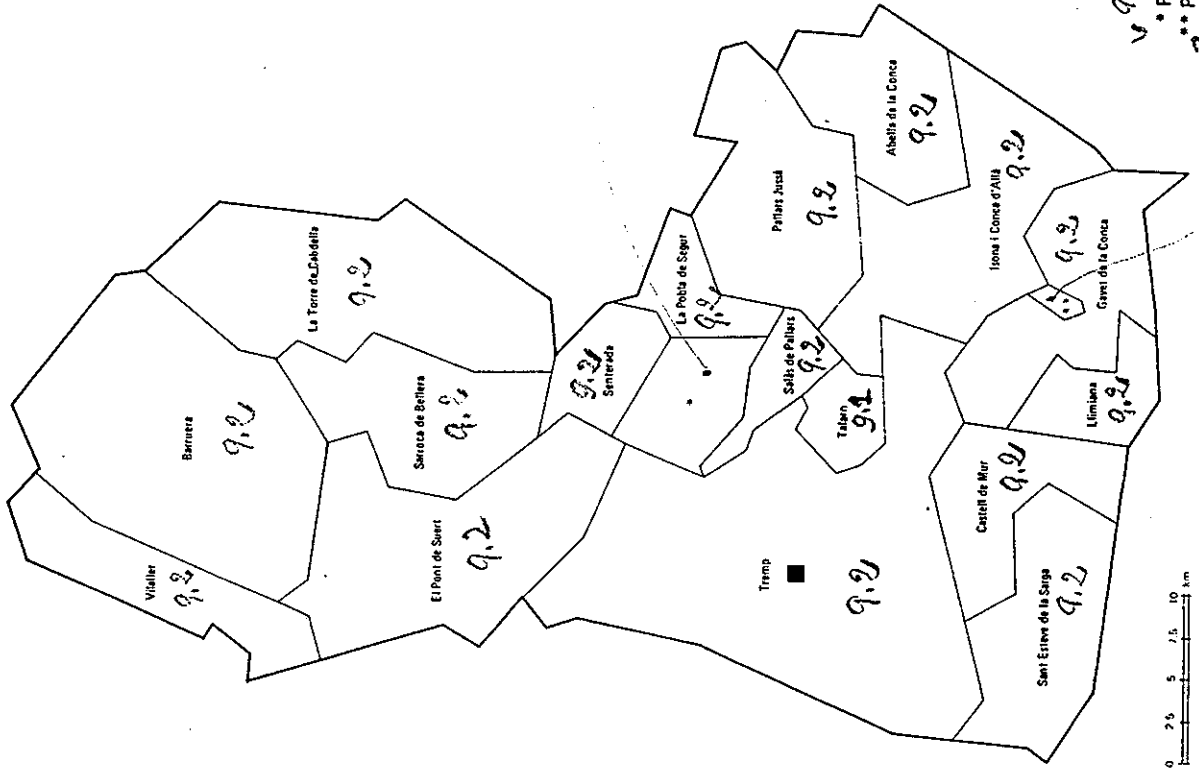 Vilaller
9.2
Barruera
9.2
La Torre de Cabdella
9.2
El Pont de Suert
9.2
Sarroca de Bellera
9.2
Senterada
9.2
La Pobla de Segur
9.2
Pallars Jussà
9.2
Abella de la Conca
9.2
Salàs de Pallars
9.2
Talarn
9.2
Tremp
9.2
Isona i Conca d'Allà
9.2
9.2
Gavet de la Conca
Llimiana
9.2
Castell de Mur
9.2
Sant Esteve de la Sarga
9.2
0 2.5 5 7.5 10 km
* P
** P